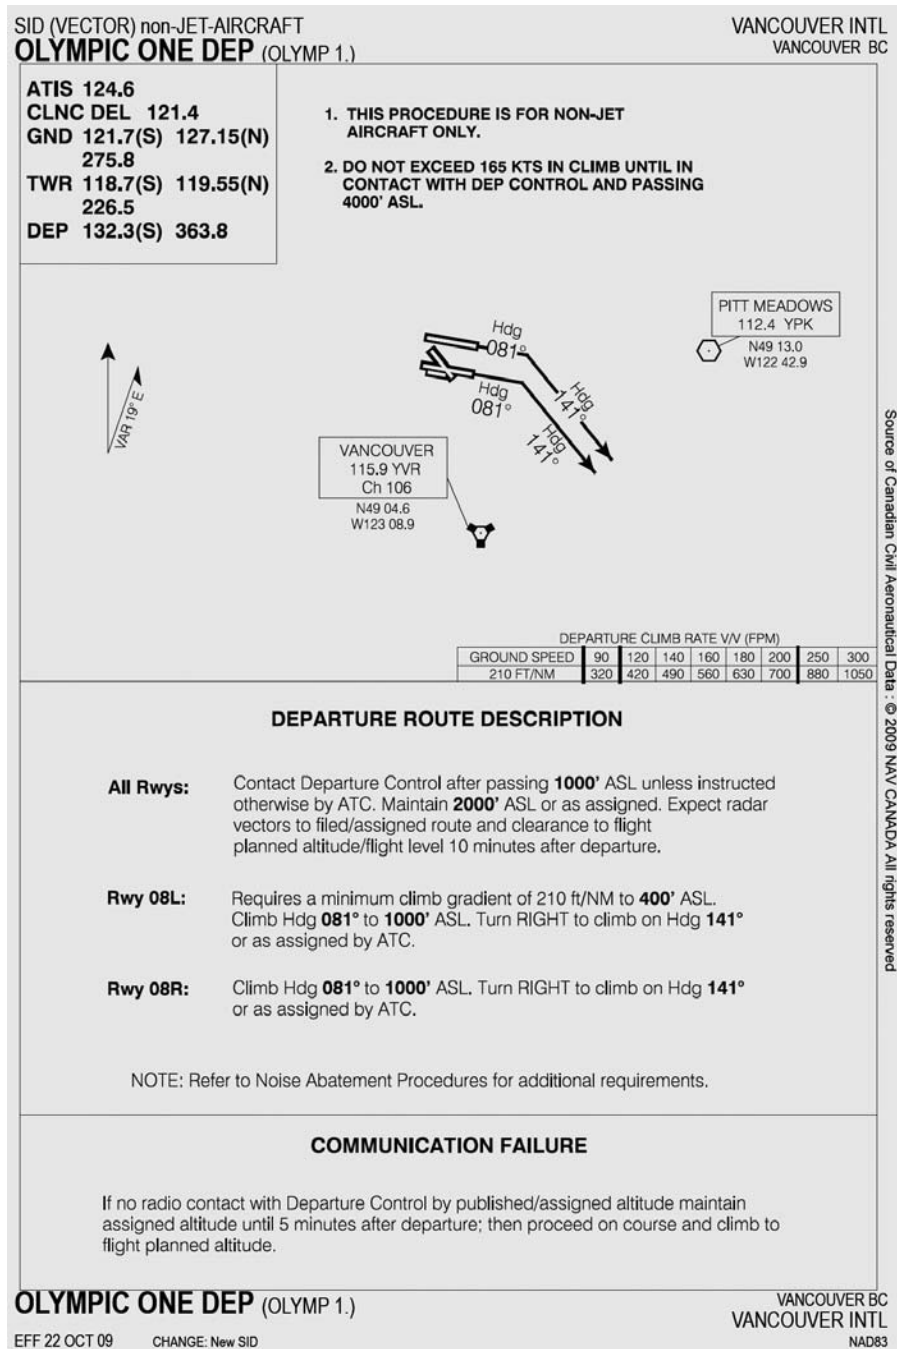 SID (VECTOR) non-JET-AIRCRAFT
OLYMPIC ONE DEP (OLYMP 1.)
VANCOUVER INTL
VANCOUVER BC
ATIS 124.6
CLNC DEL 121.4
GND 121.7(S) 127.15(N)
275.8
TWR 118.7(S) 119.55(N)
226.5
DEP 132.3(S) 363.8
1. THIS PROCEDURE IS FOR NON-JET
AIRCRAFT ONLY.
2. DO NOT EXCEED 165 KTS IN CLIMB UNTIL IN
CONTACT WITH DEP CONTROL AND PASSING
4000' ASL.
VAR 19° E
Hdg
081°
Hdg
141°
Hdg
081°
Hdg
141°
PITT MEADOWS
112.4 YPK
N49 13.0
W122 42.9
VANCOUVER
115.9 YVR
Ch 106
N49 04.6
W123 08.9
DEPARTURE CLIMB RATE V/V (FPM)
GROUND SPEED 90 120 140 160 180 200 250 300
210 FT/NM 320 420 490 560 630 700 880 1050
DEPARTURE ROUTE DESCRIPTION
All Rwys: Contact Departure Control after passing 1000' ASL unless instructed
otherwise by ATC. Maintain 2000' ASL or as assigned. Expect radar
vectors to filed/assigned route and clearance to flight
planned altitude/flight level 10 minutes after departure.
Rwy 08L: Requires a minimum climb gradient of 210 ft/NM to 400' ASL.
Climb Hdg 081° to 1000' ASL. Turn RIGHT to climb on Hdg 141°
or as assigned by ATC.
Rwy 08R: Climb Hdg 081° to 1000' ASL. Turn RIGHT to climb on Hdg 141°
or as assigned by ATC.
NOTE: Refer to Noise Abatement Procedures for additional requirements.
COMMUNICATION FAILURE
If no radio contact with Departure Control by published/assigned altitude maintain
assigned altitude until 5 minutes after departure; then proceed on course and climb to
flight planned altitude.
Source of Canadian Civil Aeronautical Data : © 2009 NAV CANADA All rights reserved
OLYMPIC ONE DEP (OLYMP 1.)
VANCOUVER BC
VANCOUVER INTL
EFF 22 OCT 09 CHANGE: New SID
NAD83